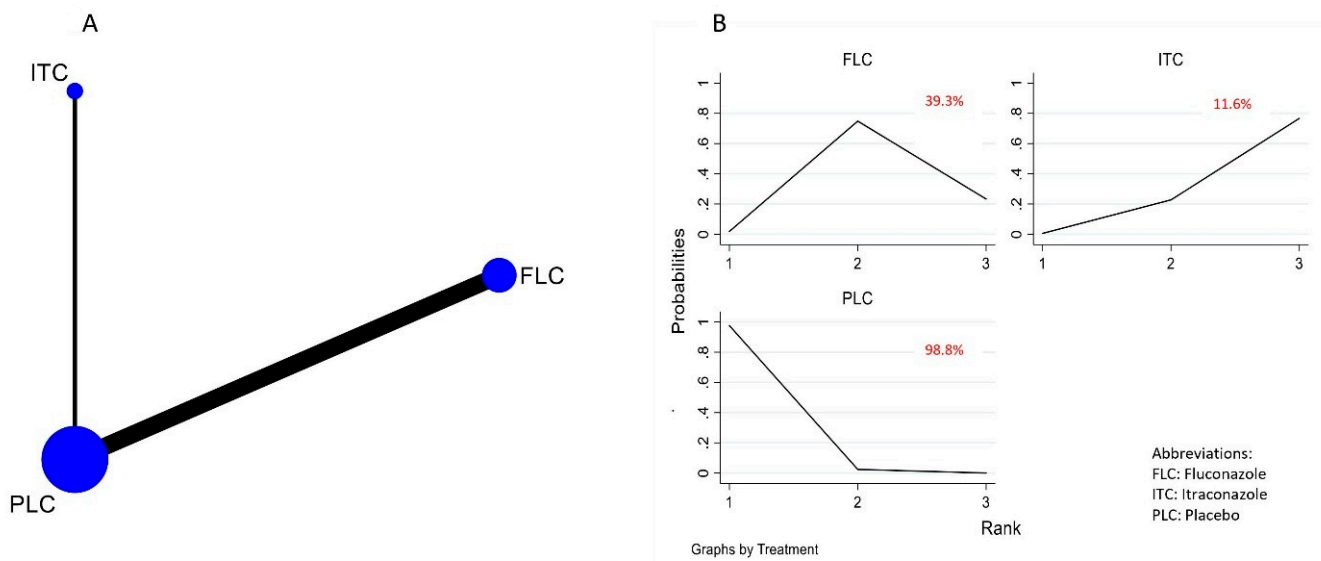 A
ITC
FLC
PLC
B
FLC
ITC
39.3%
11.6%
1
.8
.6
.4
.2
0
1
2
3
1
.8
.6
.4
.2
0
1
2
3
PLC
98.8%
1
.8
.6
.4
.2
0
1
2
3
Probabilities
Rank
Graphs by Treatment
Abbreviations:
FLC: Fluconazole
ITC: Itraconazole
PLC: Placebo